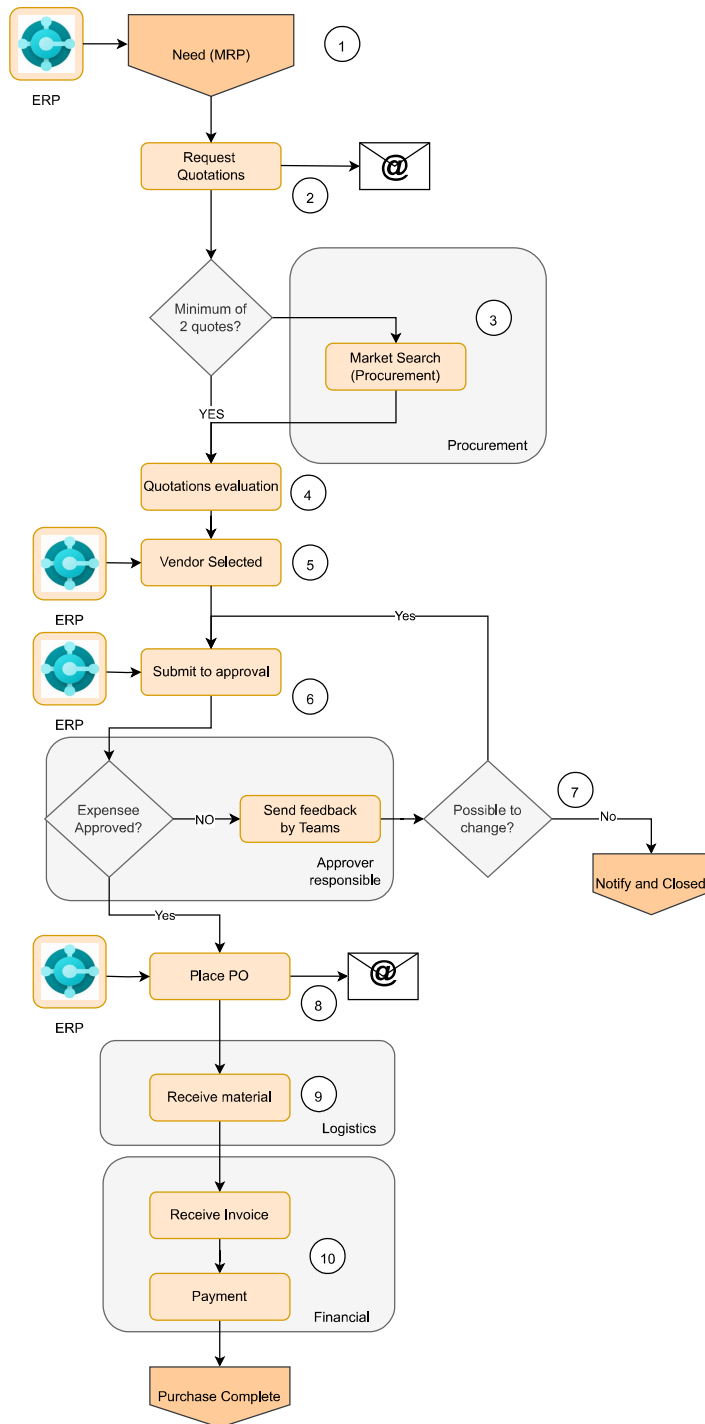 Need (MRP)
1
ERP
Request
Quotations
@
2
Minimum of
2 quotes?
3
Market Search
(Procurement)
YES
Procurement
Quotations evaluation
4
Vendor Selected
5
ERP
Yes
Submit to approval
6
ERP
Expensee
Approved?
NO
Send feedback
by Teams
Possible to
change?
7
No
Approver
responsible
Notify and Closed
Yes
Place PO
@
8
ERP
Receive material
9
Logistics
Receive Invoice
10
Payment
Financial
Purchase Complete